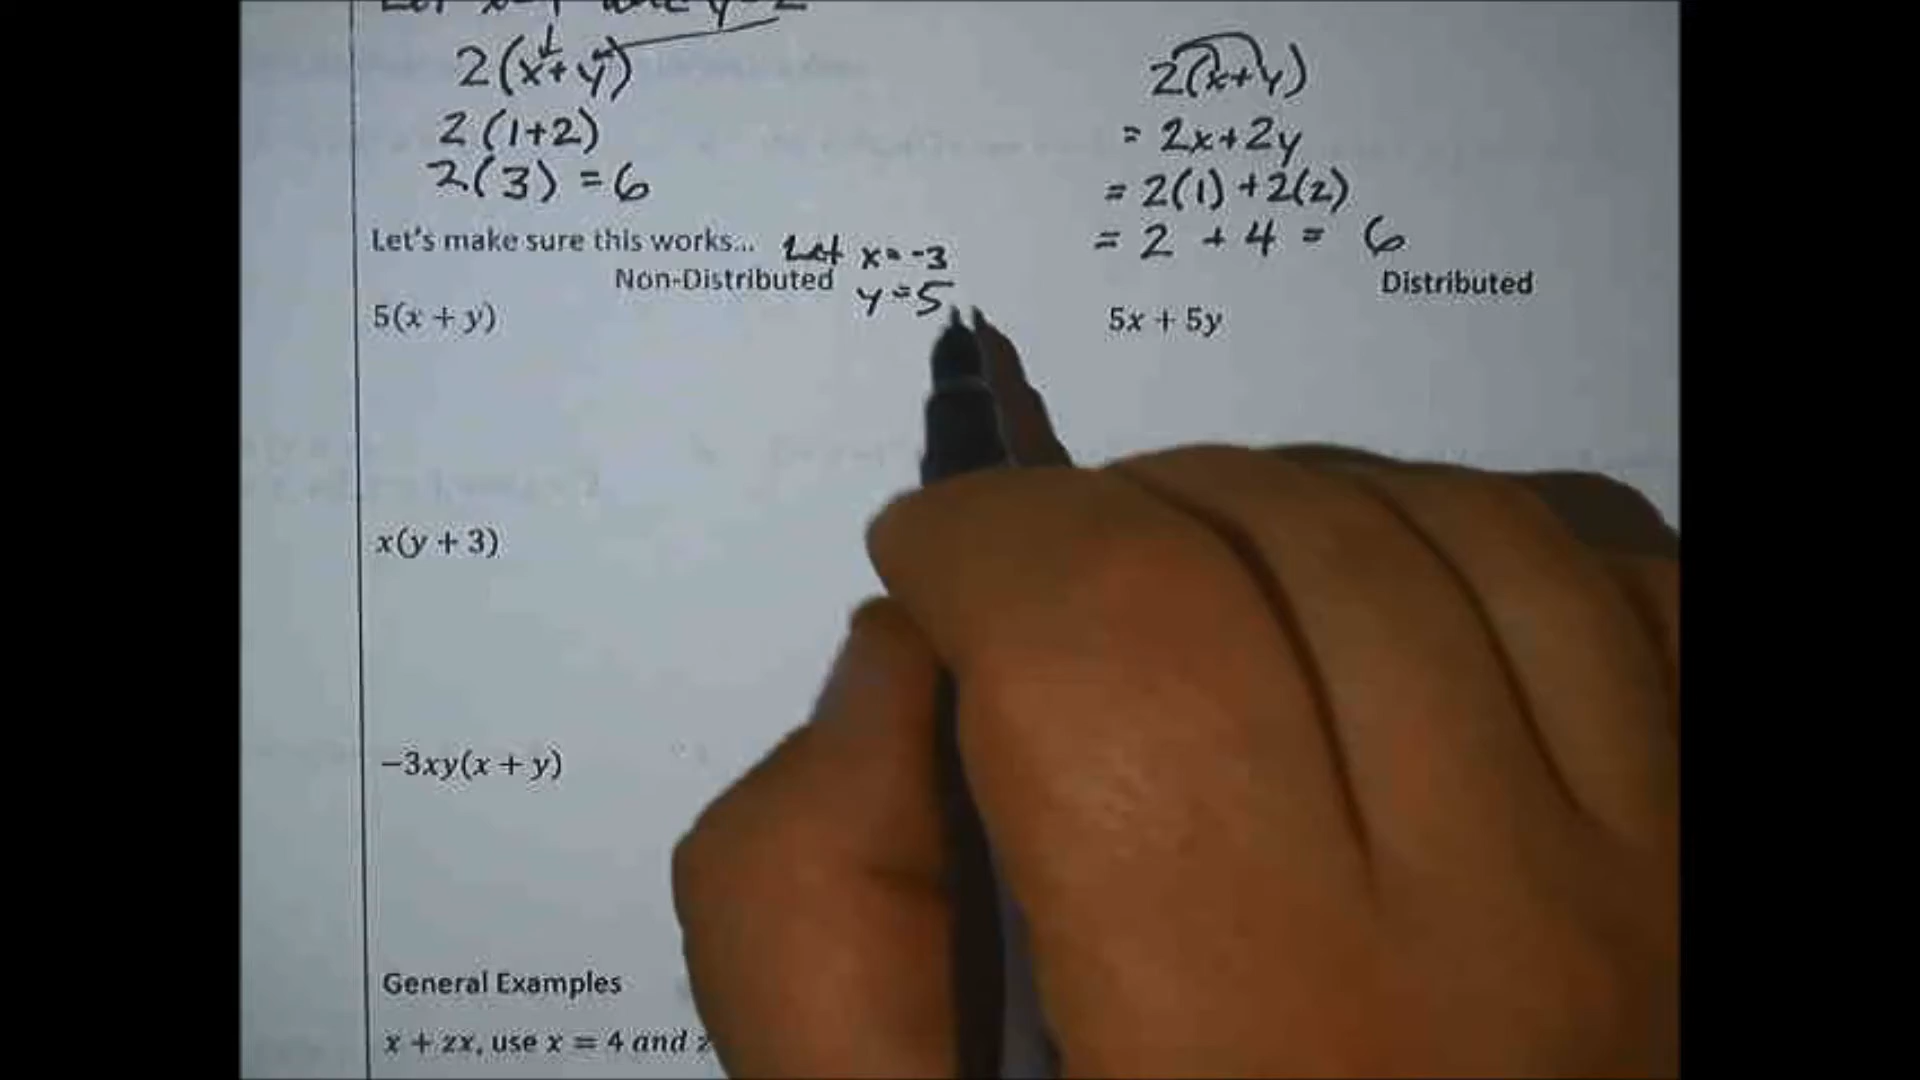 2(x+y)
2(1+2)
2(3) = 6
2(x+y)
= 2x+2y
= 2(1)+2(2)
= 2 + 4 = 6
Let's make sure this works... Let x=-3
Non-Distributed y=5
Distributed
5(x + y)
5x + 5y
x(y + 3)
−3xy(x + y)
General Examples
x + zx, use x = 4 and z